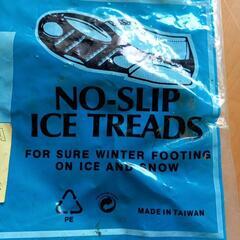 NO-SLIP
ICE TREADS
FOR SURE WINTER FOOTING
ON ICE AND SNOW
PE
MADE IN TAIWAN